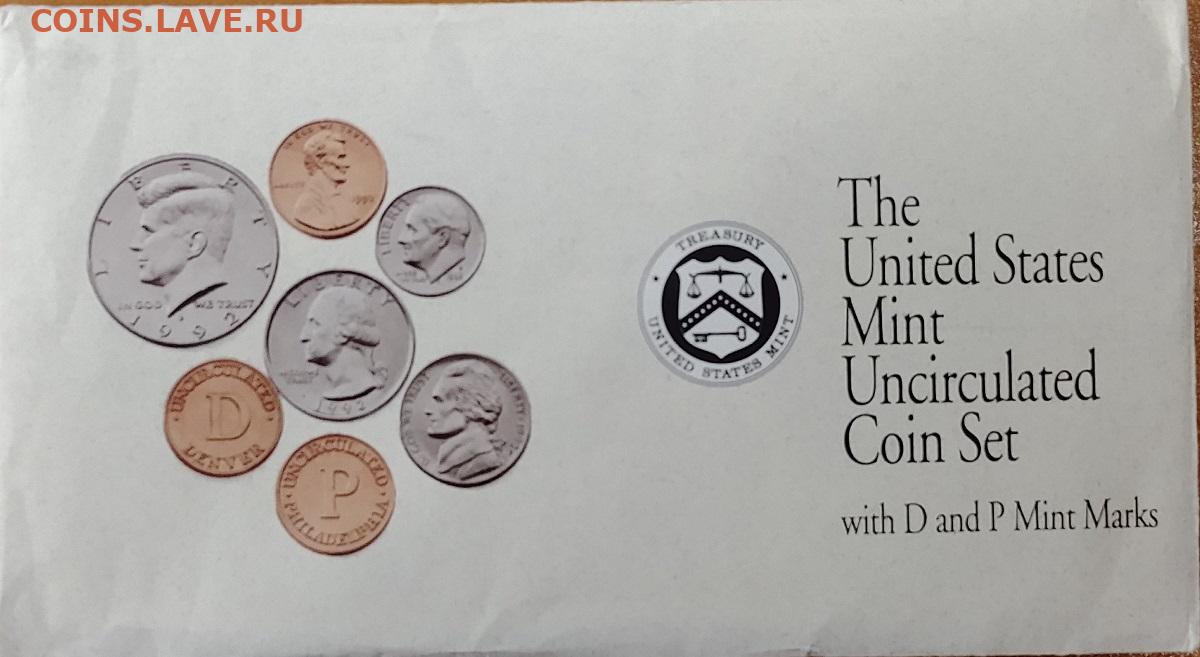 COINS.LAVE.RU
LIBERTY
IN GOD WE TRUST
1992
LIBERTY
LIBERTY
1992
UNCIRCULATED
D
DENVER
UNCIRCULATED
P
PHILADELPHIA
TREASURY
UNITED STATES MINT
The
United States
Mint
Uncirculated
Coin Set
with D and P Mint Marks